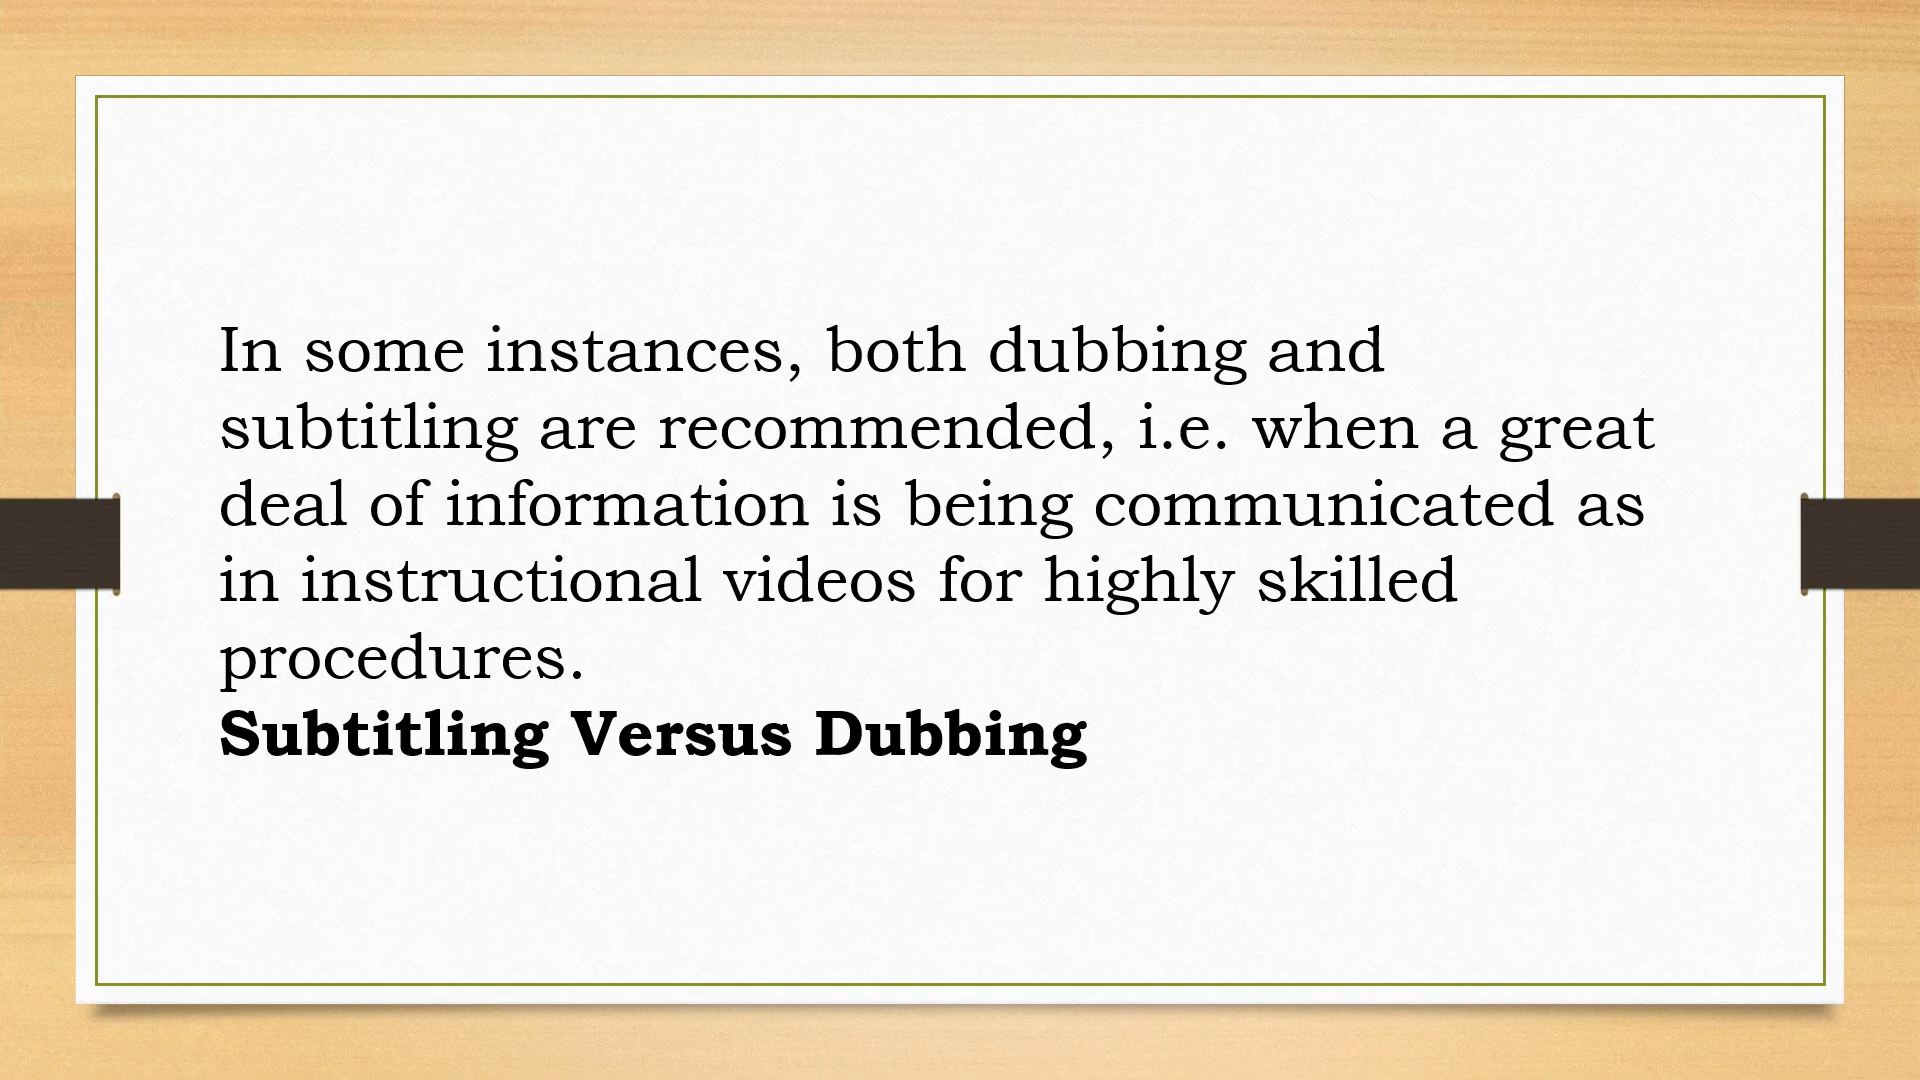 In some instances, both dubbing and
subtitling are recommended, i.e. when a great
deal of information is being communicated as
in instructional videos for highly skilled
procedures.
Subtitling Versus Dubbing